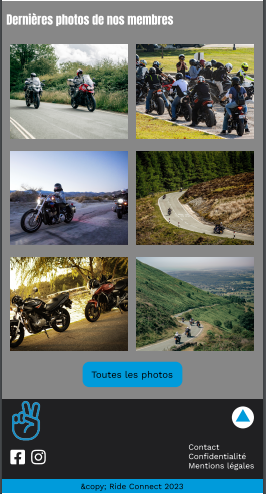 Dernières photos de nos membres
Toutes les photos
Contact
Confidentialité
Mentions légales
&copy; Ride Connect 2023